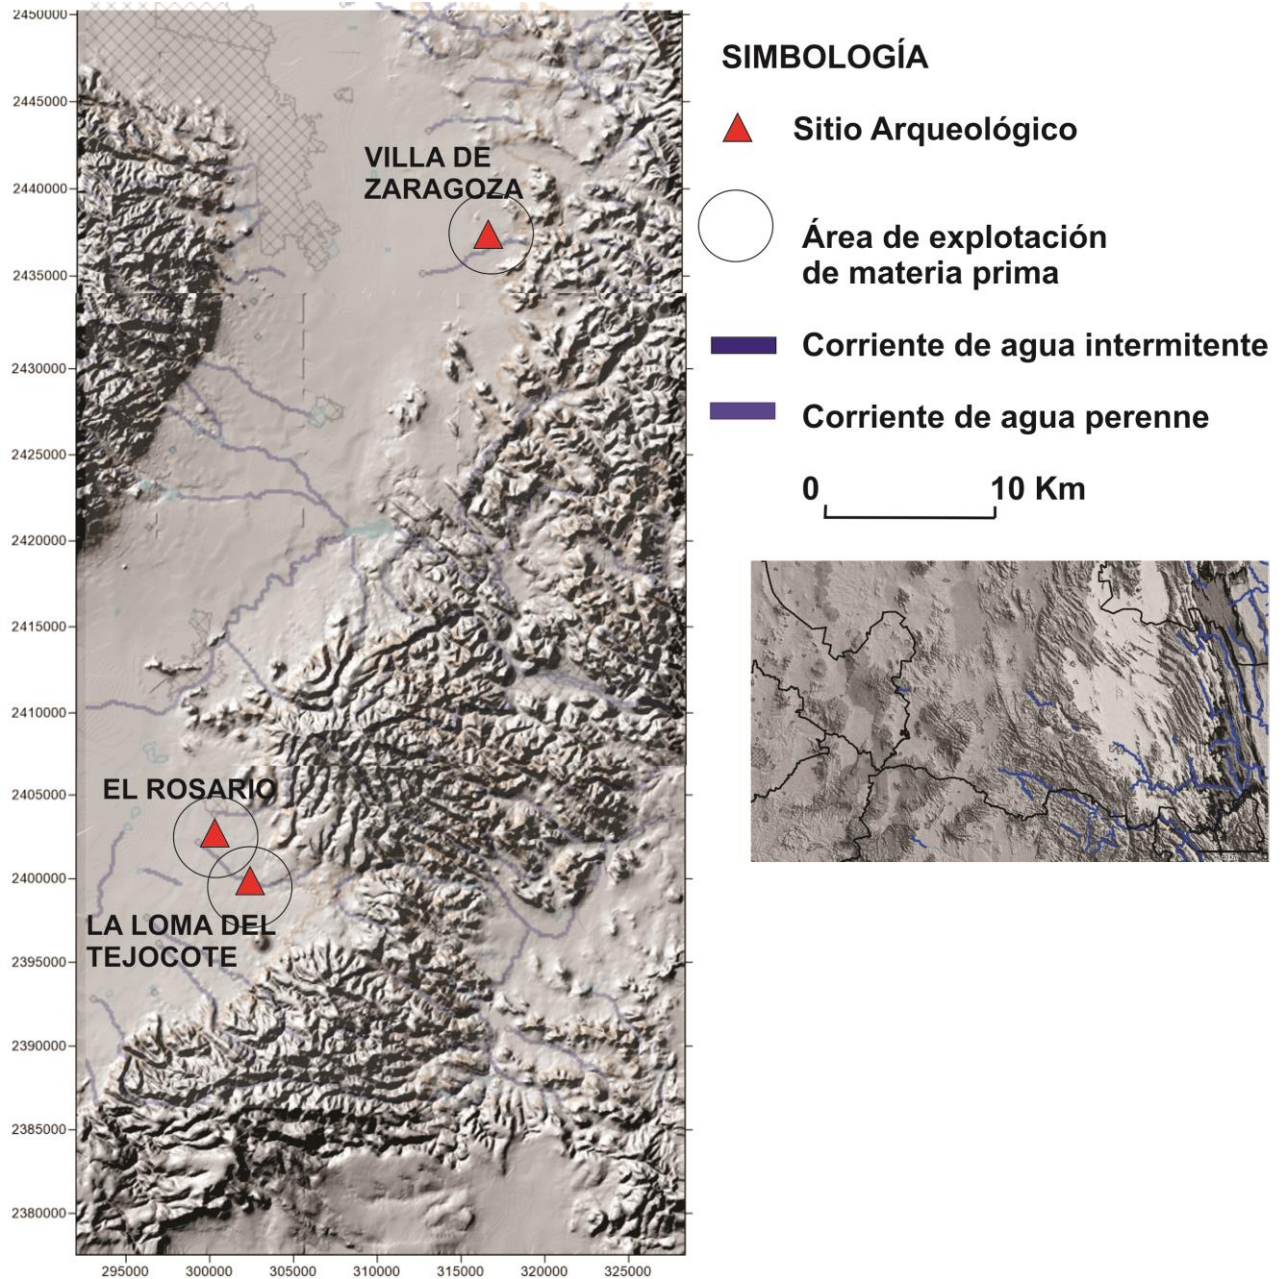 2450000
2445000
2440000
2435000
2430000
2425000
2420000
2415000
2410000
2405000
2400000
2395000
2390000
2385000
2380000
295000
300000
305000
310000
315000
320000
325000
VILLA DE
ZARAGOZA
EL ROSARIO
LA LOMA DEL
TEJOCOTE
SIMBOLOGÍA
Sitio Arqueológico
Área de explotación
de materia prima
Corriente de agua intermitente
Corriente de agua perenne
0 10 Km